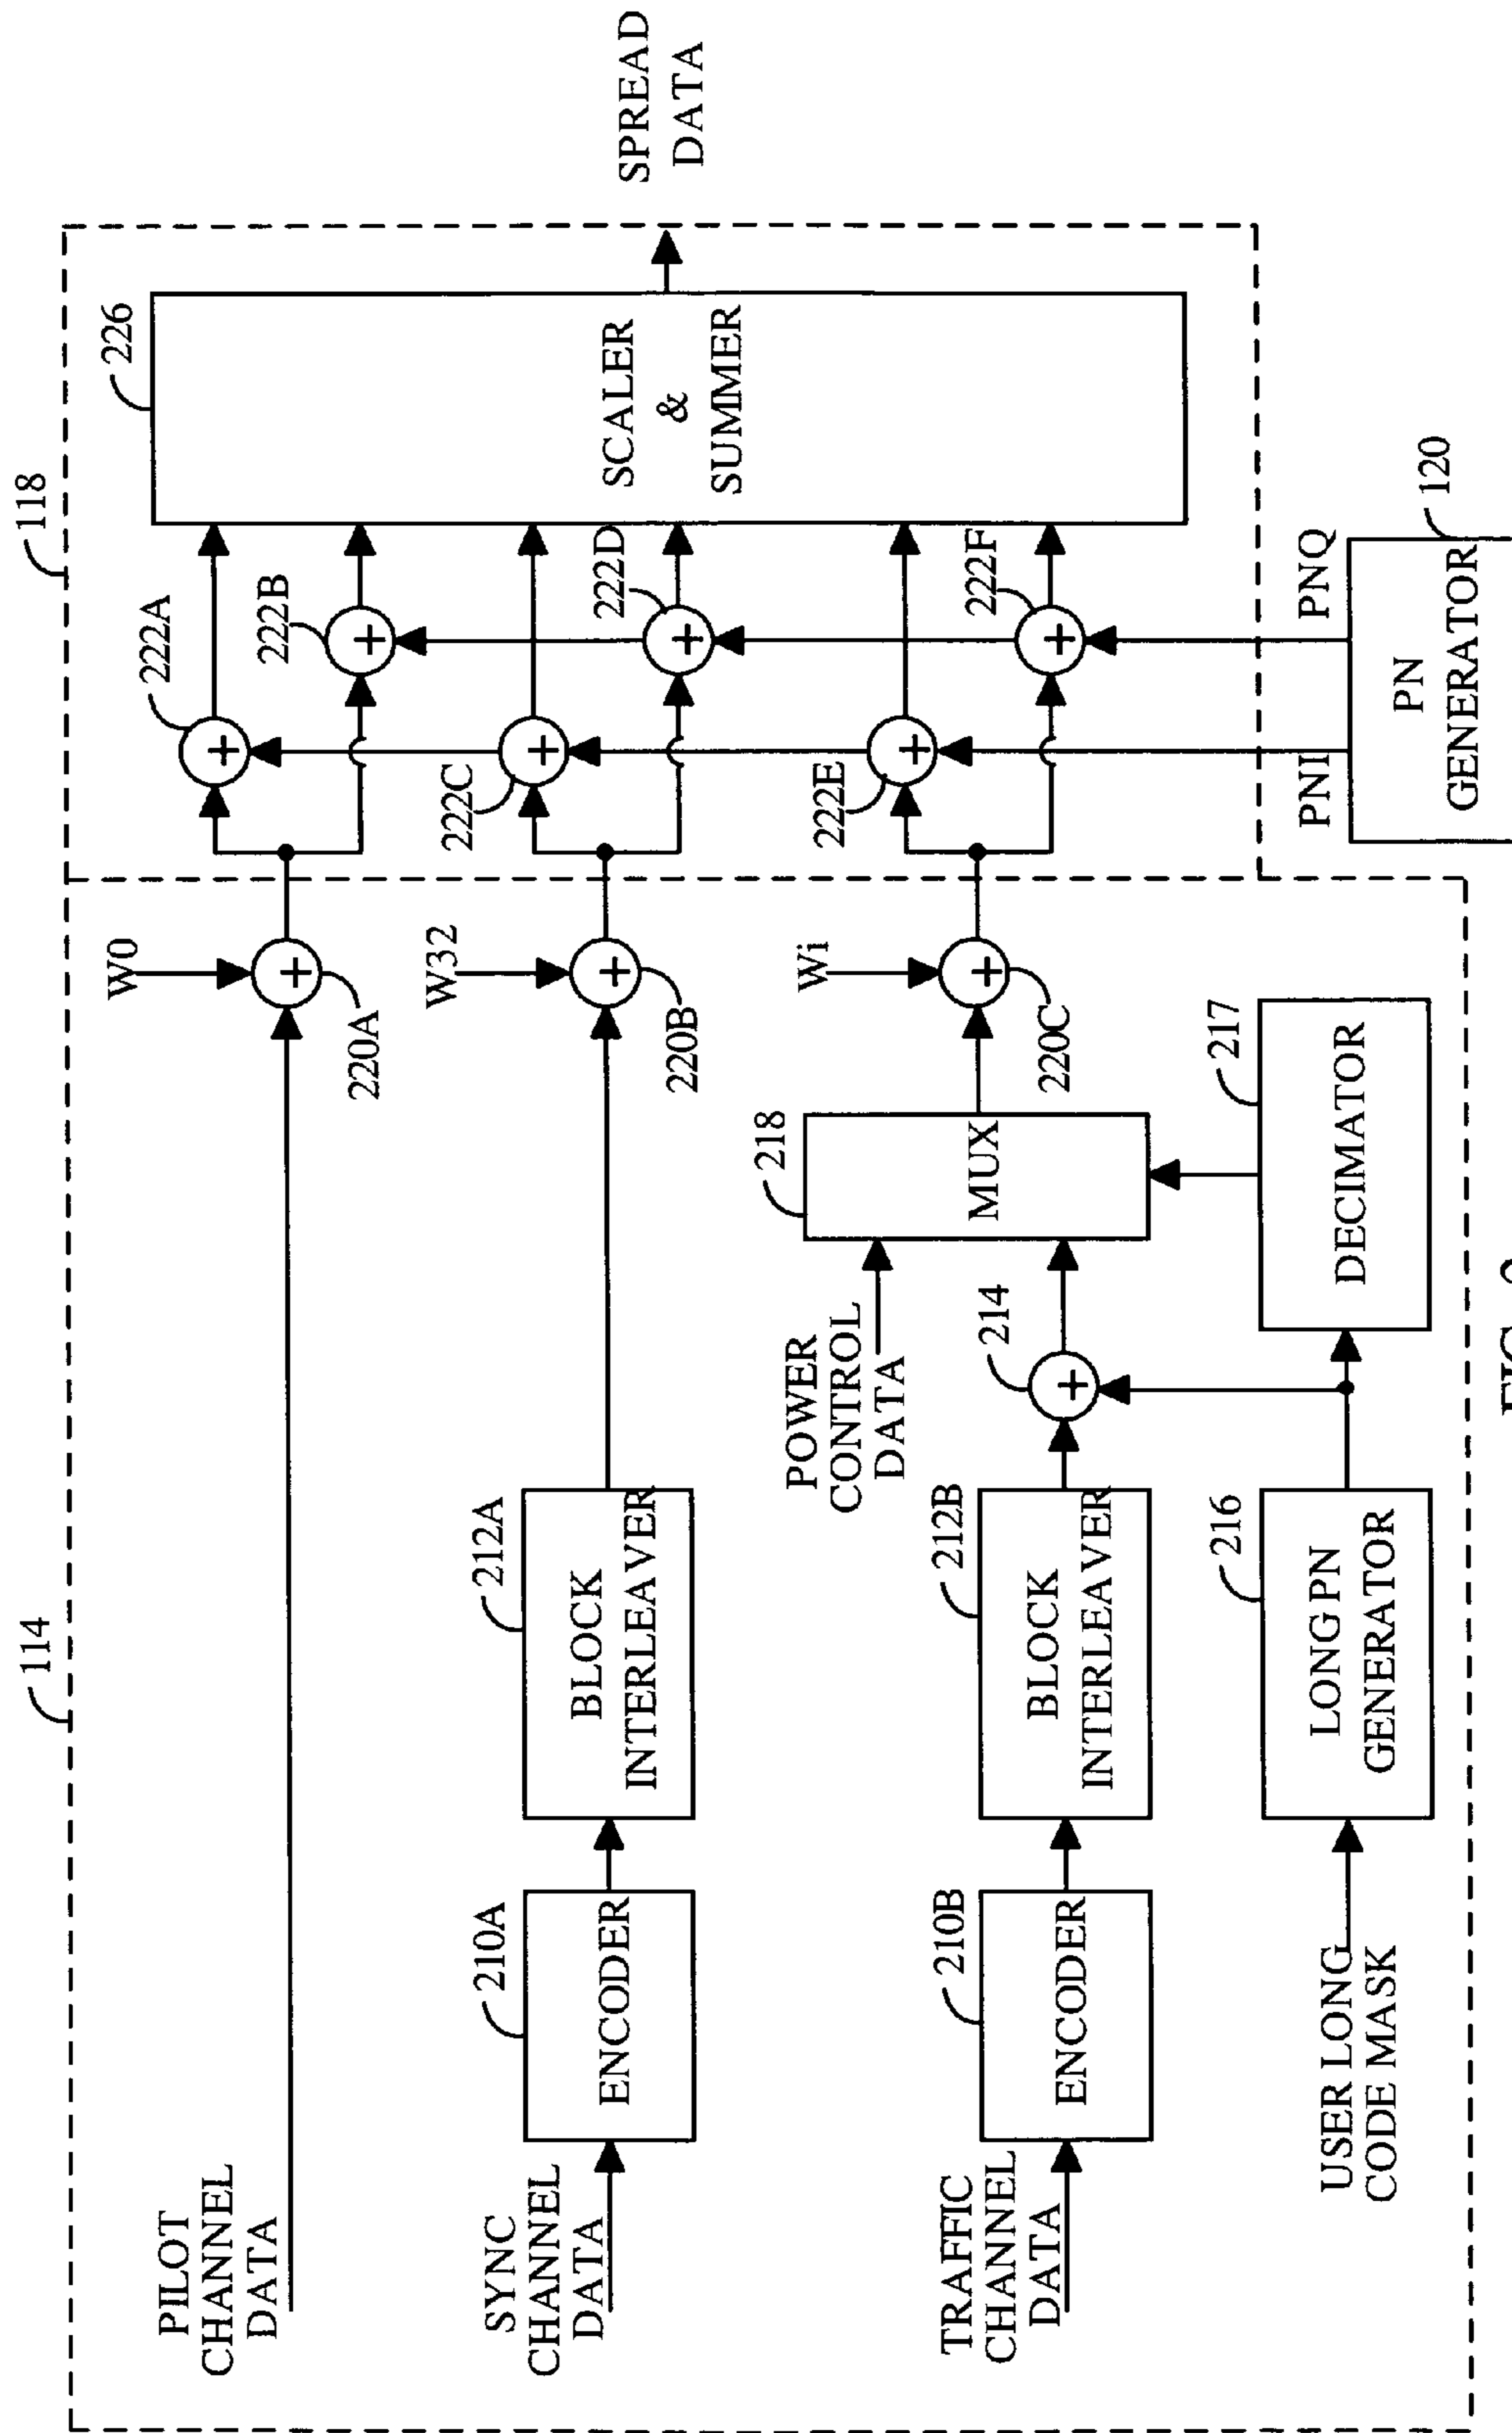 114
118
PILOT
CHANNEL
DATA
W0
220A
222A
222B
226
SCALER
&
SUMMER
SPREAD
DATA
SYNC
CHANNEL
DATA
210A
ENCODER
212A
BLOCK
INTERLEAVER
W32
220B
222C
222D
TRAFFIC
CHANNEL
DATA
210B
ENCODER
212B
BLOCK
INTERLEAVER
214
POWER
CONTROL
DATA
218
MUX
Wi
220C
222E
222F
USER LONG
CODE MASK
216
LONG PN
GENERATOR
217
DECIMATOR
PNI
PNQ
120
PN
GENERATOR